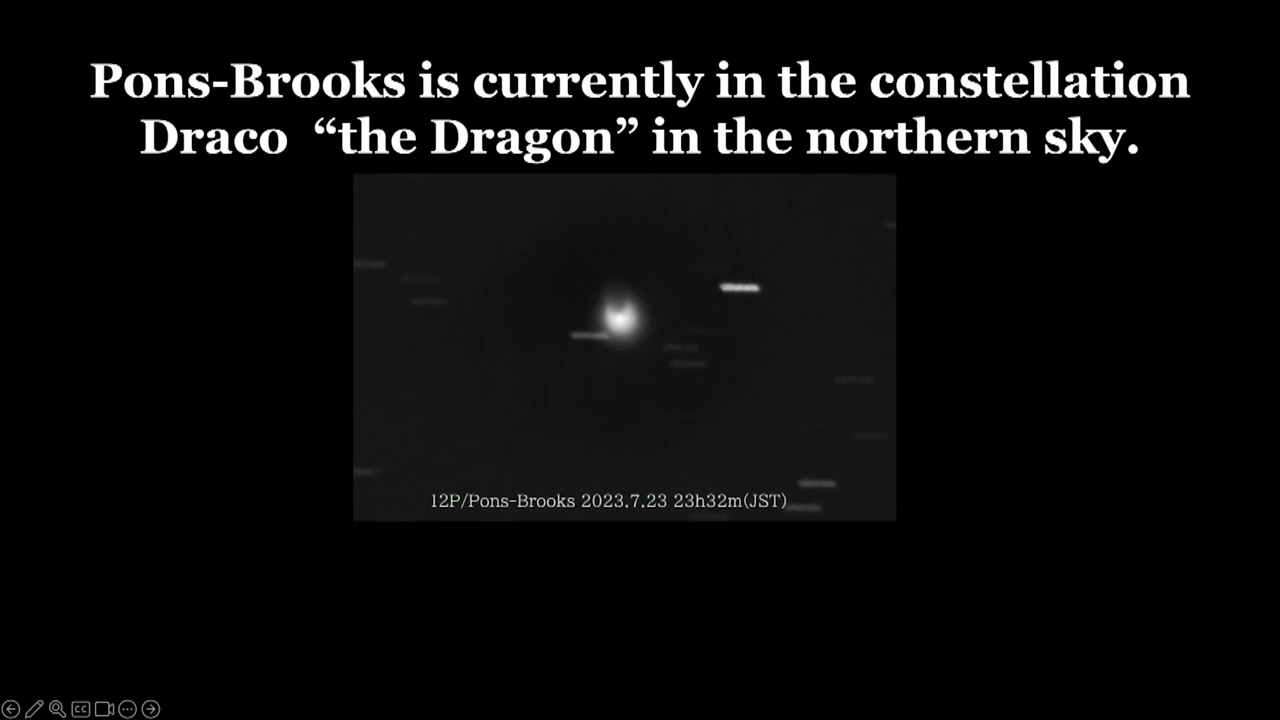 Pons-Brooks is currently in the constellation
Draco “the Dragon” in the northern sky.
12P/Pons-Brooks 2023.7.23 23h32m(JST)
CC